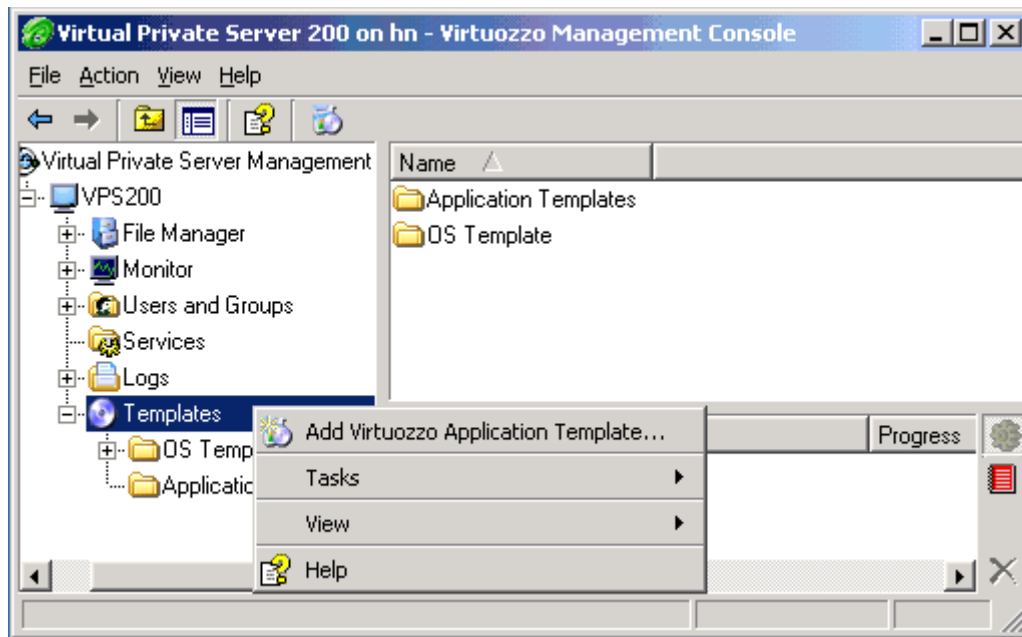 Virtual Private Server 200 on hn - Virtuozzo Management Console
File Action View Help
Virtual Private Server Management
VPS200
File Manager
Monitor
Users and Groups
Services
Logs
Templates
OS Temp
Applicatio
Name
Application Templates
OS Template
Add Virtuozzo Application Template...
Tasks
View
Help
Progress